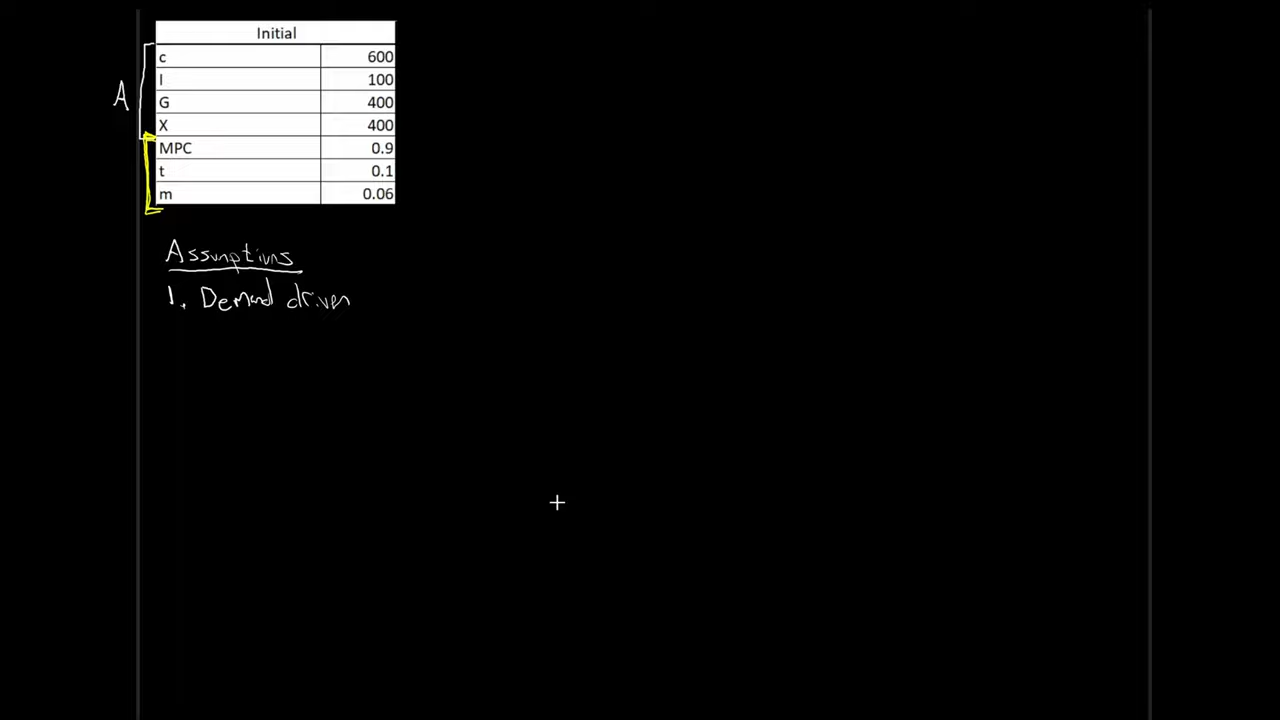 Initial
c 600
I 100
G 400
X 400
MPC 0.9
t 0.1
m 0.06
A
Assumptions
1. Demand driven